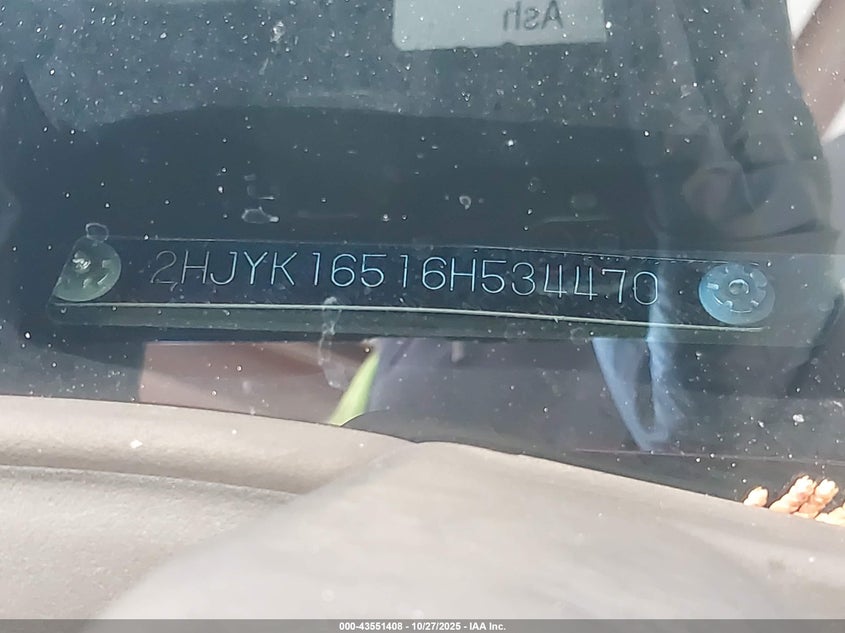 Ash
2HJYK16516H534470
000-43551408 • 10/27/2025 - IAA Inc.